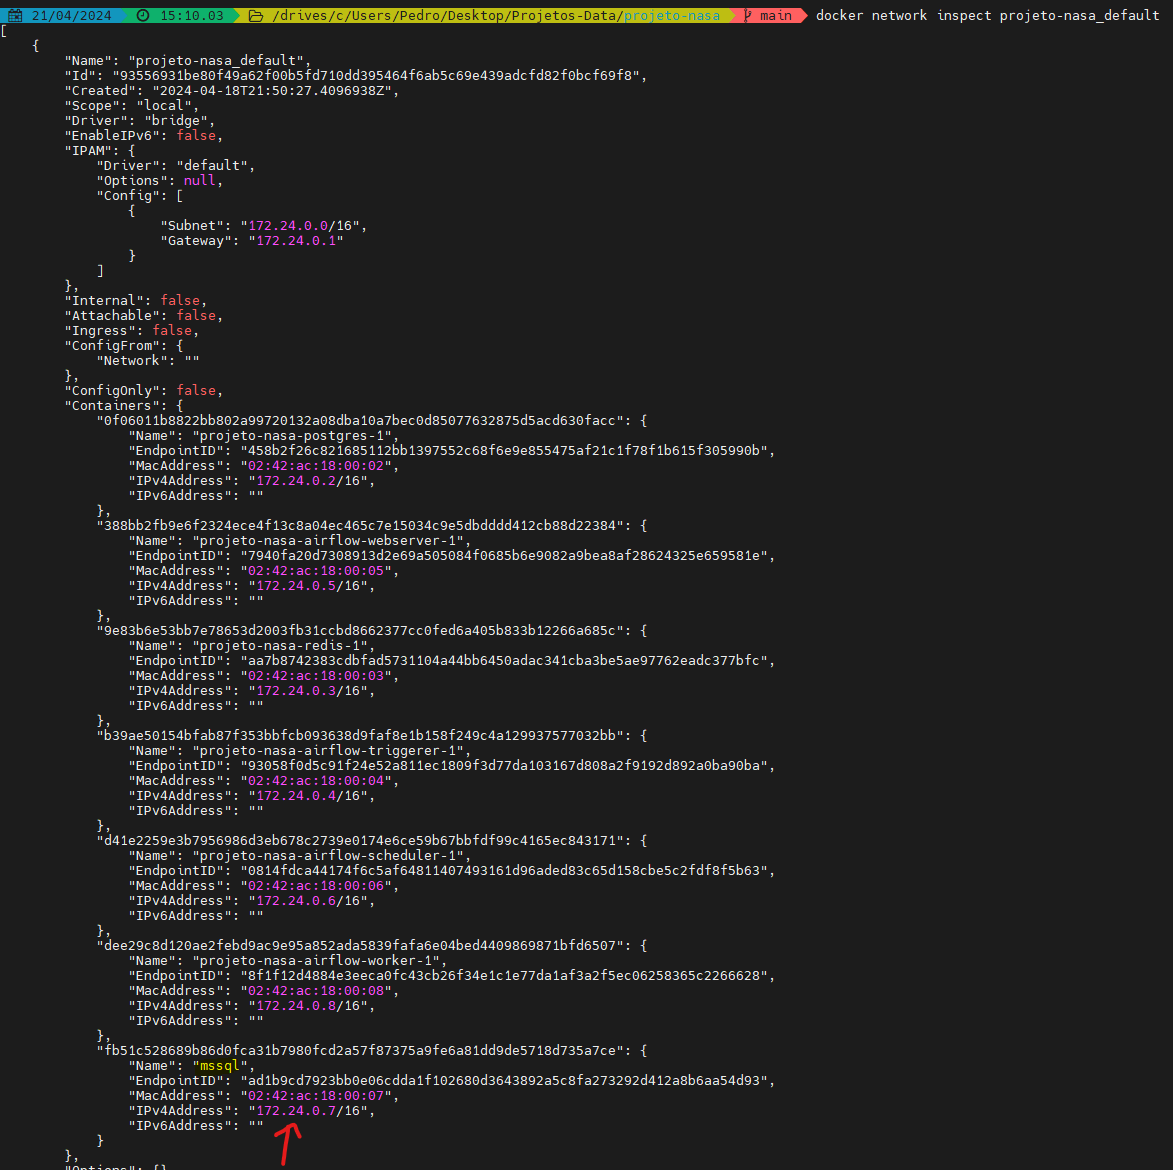 21/04/2024 15:10.03 /drives/c/Users/Pedro/Desktop/Projetos-Data/projeto-nasa main docker network inspect projeto-nasa_default
[
    {
        "Name": "projeto-nasa_default",
        "Id": "93556931be80f49a62f00b5fd710dd395464f6ab5c69e439adcfd82f0bcf69f8",
        "Created": "2024-04-18T21:50:27.4096938Z",
        "Scope": "local",
        "Driver": "bridge",
        "EnableIPv6": false,
        "IPAM": {
            "Driver": "default",
            "Options": null,
            "Config": [
                {
                    "Subnet": "172.24.0.0/16",
                    "Gateway": "172.24.0.1"
                }
            ]
        },
        "Internal": false,
        "Attachable": false,
        "Ingress": false,
        "ConfigFrom": {
            "Network": ""
        },
        "ConfigOnly": false,
        "Containers": {
            "0f06011b8822bb802a99720132a08dba10a7bec0d85077632875d5acd630facc": {
                "Name": "projeto-nasa-postgres-1",
                "EndpointID": "458b2f26c821685112bb1397552c68f6e9e855475af21c1f78f1b615f305990b",
                "MacAddress": "02:42:ac:18:00:02",
                "IPv4Address": "172.24.0.2/16",
                "IPv6Address": ""
            },
            "388bb2fb9e6f2324ece4f13c8a04ec465c7e15034c9e5dbdddd412cb88d22384": {
                "Name": "projeto-nasa-airflow-webserver-1",
                "EndpointID": "7940fa20d7308913d2e69a505084f0685b6e9082a9bea8af28624325e659581e",
                "MacAddress": "02:42:ac:18:00:05",
                "IPv4Address": "172.24.0.5/16",
                "IPv6Address": ""
            },
            "9e83b6e53bb7e78653d2003fb31ccbd8662377cc0fed6a405b833b12266a685c": {
                "Name": "projeto-nasa-redis-1",
                "EndpointID": "aa7b8742383cdbfad5731104a44bb6450adac341cba3be5ae97762eadc377bfc",
                "MacAddress": "02:42:ac:18:00:03",
                "IPv4Address": "172.24.0.3/16",
                "IPv6Address": ""
            },
            "b39ae50154bfab87f353bbfcb093638d9faf8e1b158f249c4a129937577032bb": {
                "Name": "projeto-nasa-airflow-triggerer-1",
                "EndpointID": "93058f0d5c91f24e52a811ec1809f3d77da103167d808a2f9192d892a0ba90ba",
                "MacAddress": "02:42:ac:18:00:04",
                "IPv4Address": "172.24.0.4/16",
                "IPv6Address": ""
            },
            "d41e2259e3b7956986d3eb678c2739e0174e6ce59b67bbfdf99c4165ec843171": {
                "Name": "projeto-nasa-airflow-scheduler-1",
                "EndpointID": "0814fdca44174f6c5af64811407493161d96aded83c65d158cbe5c2fdf8f5b63",
                "MacAddress": "02:42:ac:18:00:06",
                "IPv4Address": "172.24.0.6/16",
                "IPv6Address": ""
            },
            "dee29c8d120ae2febd9ac9e95a852ada5839fafa6e04bed4409869871bfd6507": {
                "Name": "projeto-nasa-airflow-worker-1",
                "EndpointID": "8f1f12d4884e3eeca0fc43cb26f34e1c1e77da1af3a2f5ec06258365c2266628",
                "MacAddress": "02:42:ac:18:00:08",
                "IPv4Address": "172.24.0.8/16",
                "IPv6Address": ""
            },
            "fb51c528689b86d0fca31b7980fcd2a57f87375a9fe6a81dd9de5718d735a7ce": {
                "Name": "mssql",
                "EndpointID": "ad1b9cd7923bb0e06cdda1f102680d3643892a5c8fa273292d412a8b6aa54d93",
                "MacAddress": "02:42:ac:18:00:07",
                "IPv4Address": "172.24.0.7/16",
                "IPv6Address": ""
            }
        },
        "Options": {}